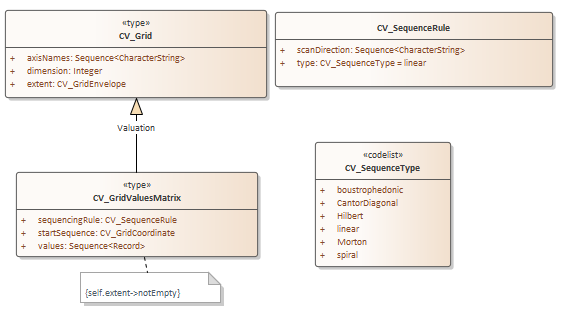 «type»
CV_Grid
+ axisNames: Sequence<CharacterString>
+ dimension: Integer
+ extent: CV_GridEnvelope
CV_SequenceRule
+ scanDirection: Sequence<CharacterString>
+ type: CV_SequenceType = linear
Valuation
«type»
CV_GridValuesMatrix
+ sequencingRule: CV_SequenceRule
+ startSequence: CV_GridCoordinate
+ values: Sequence<Record>
{self.extent->notEmpty}
«codelist»
CV_SequenceType
+ boustrophedonic
+ CantorDiagonal
+ Hilbert
+ linear
+ Morton
+ spiral